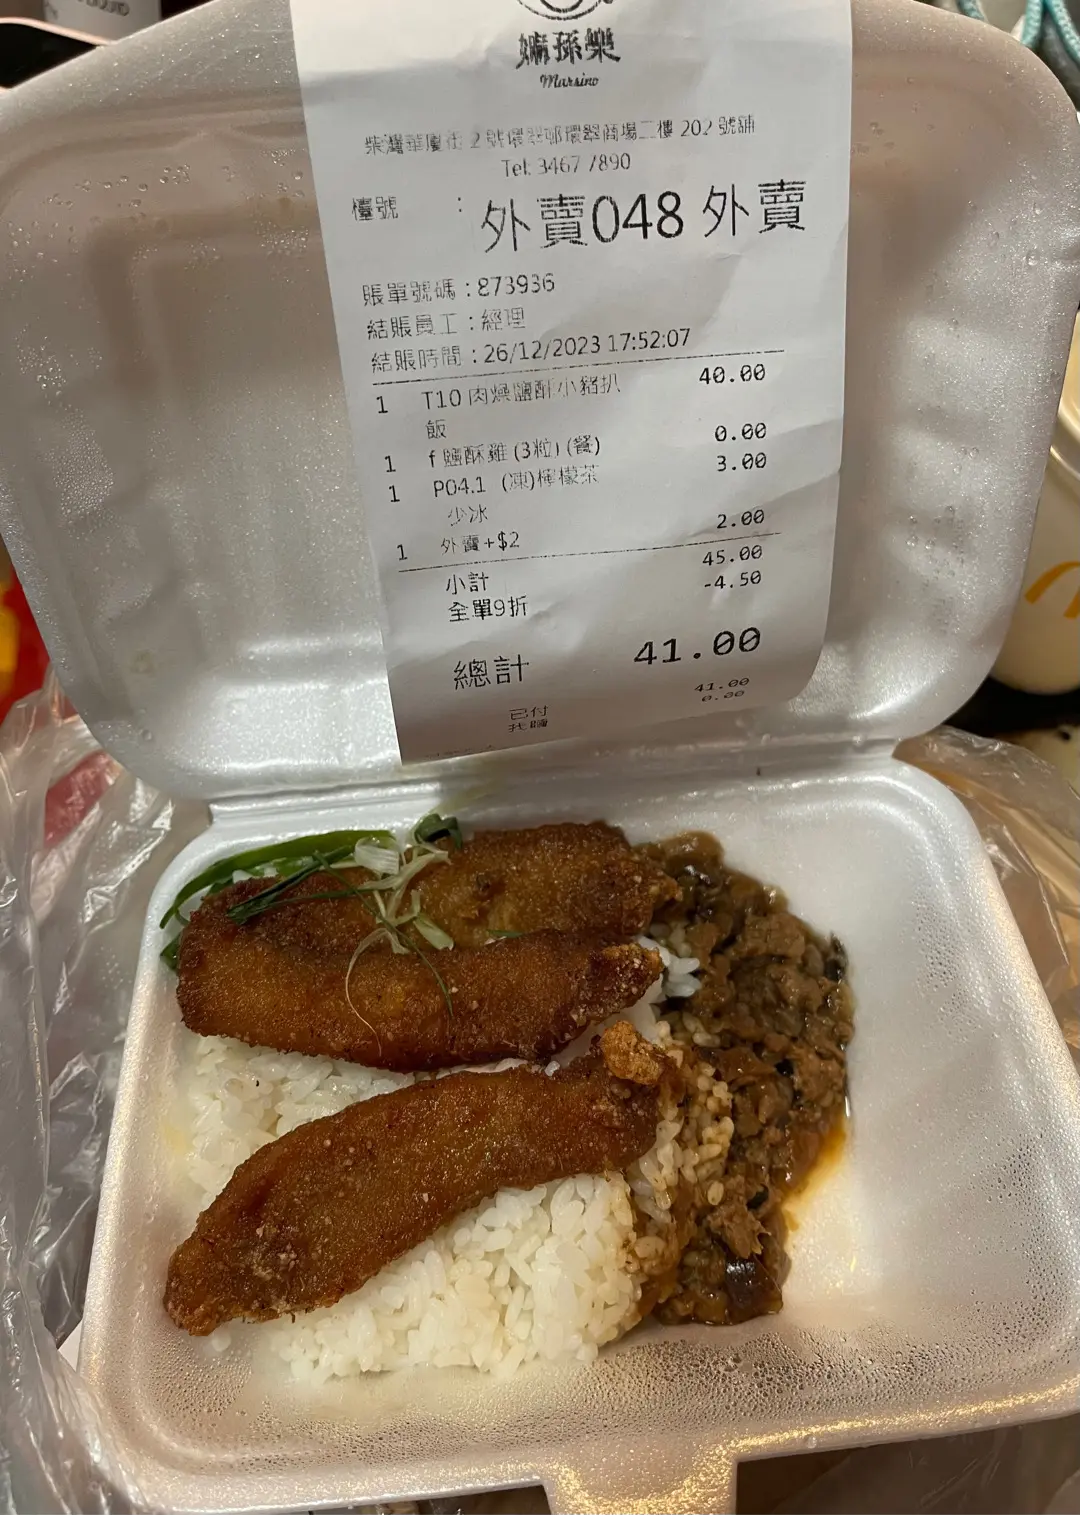 嫲孫樂
Marsino
柴灣華廈街 2 號環翠邨環翠商場二樓 202 號舖
Tel: 3467 7890
檯號 : 外賣048 外賣
賬單號碼 : 873936
結賬員工 : 經理
結賬時間 : 26/12/2023 17:52:07
1 T10 肉燥鹽酥小豬扒 40.00
飯
1 f 鹽酥雞 (3粒) (餐) 0.00
1 P04.1 (凍)檸檬茶 3.00
少冰
1 外賣+$2 2.00
小計 45.00
全單9折 -4.50
總計 41.00
已付 41.00
找贖 0.00